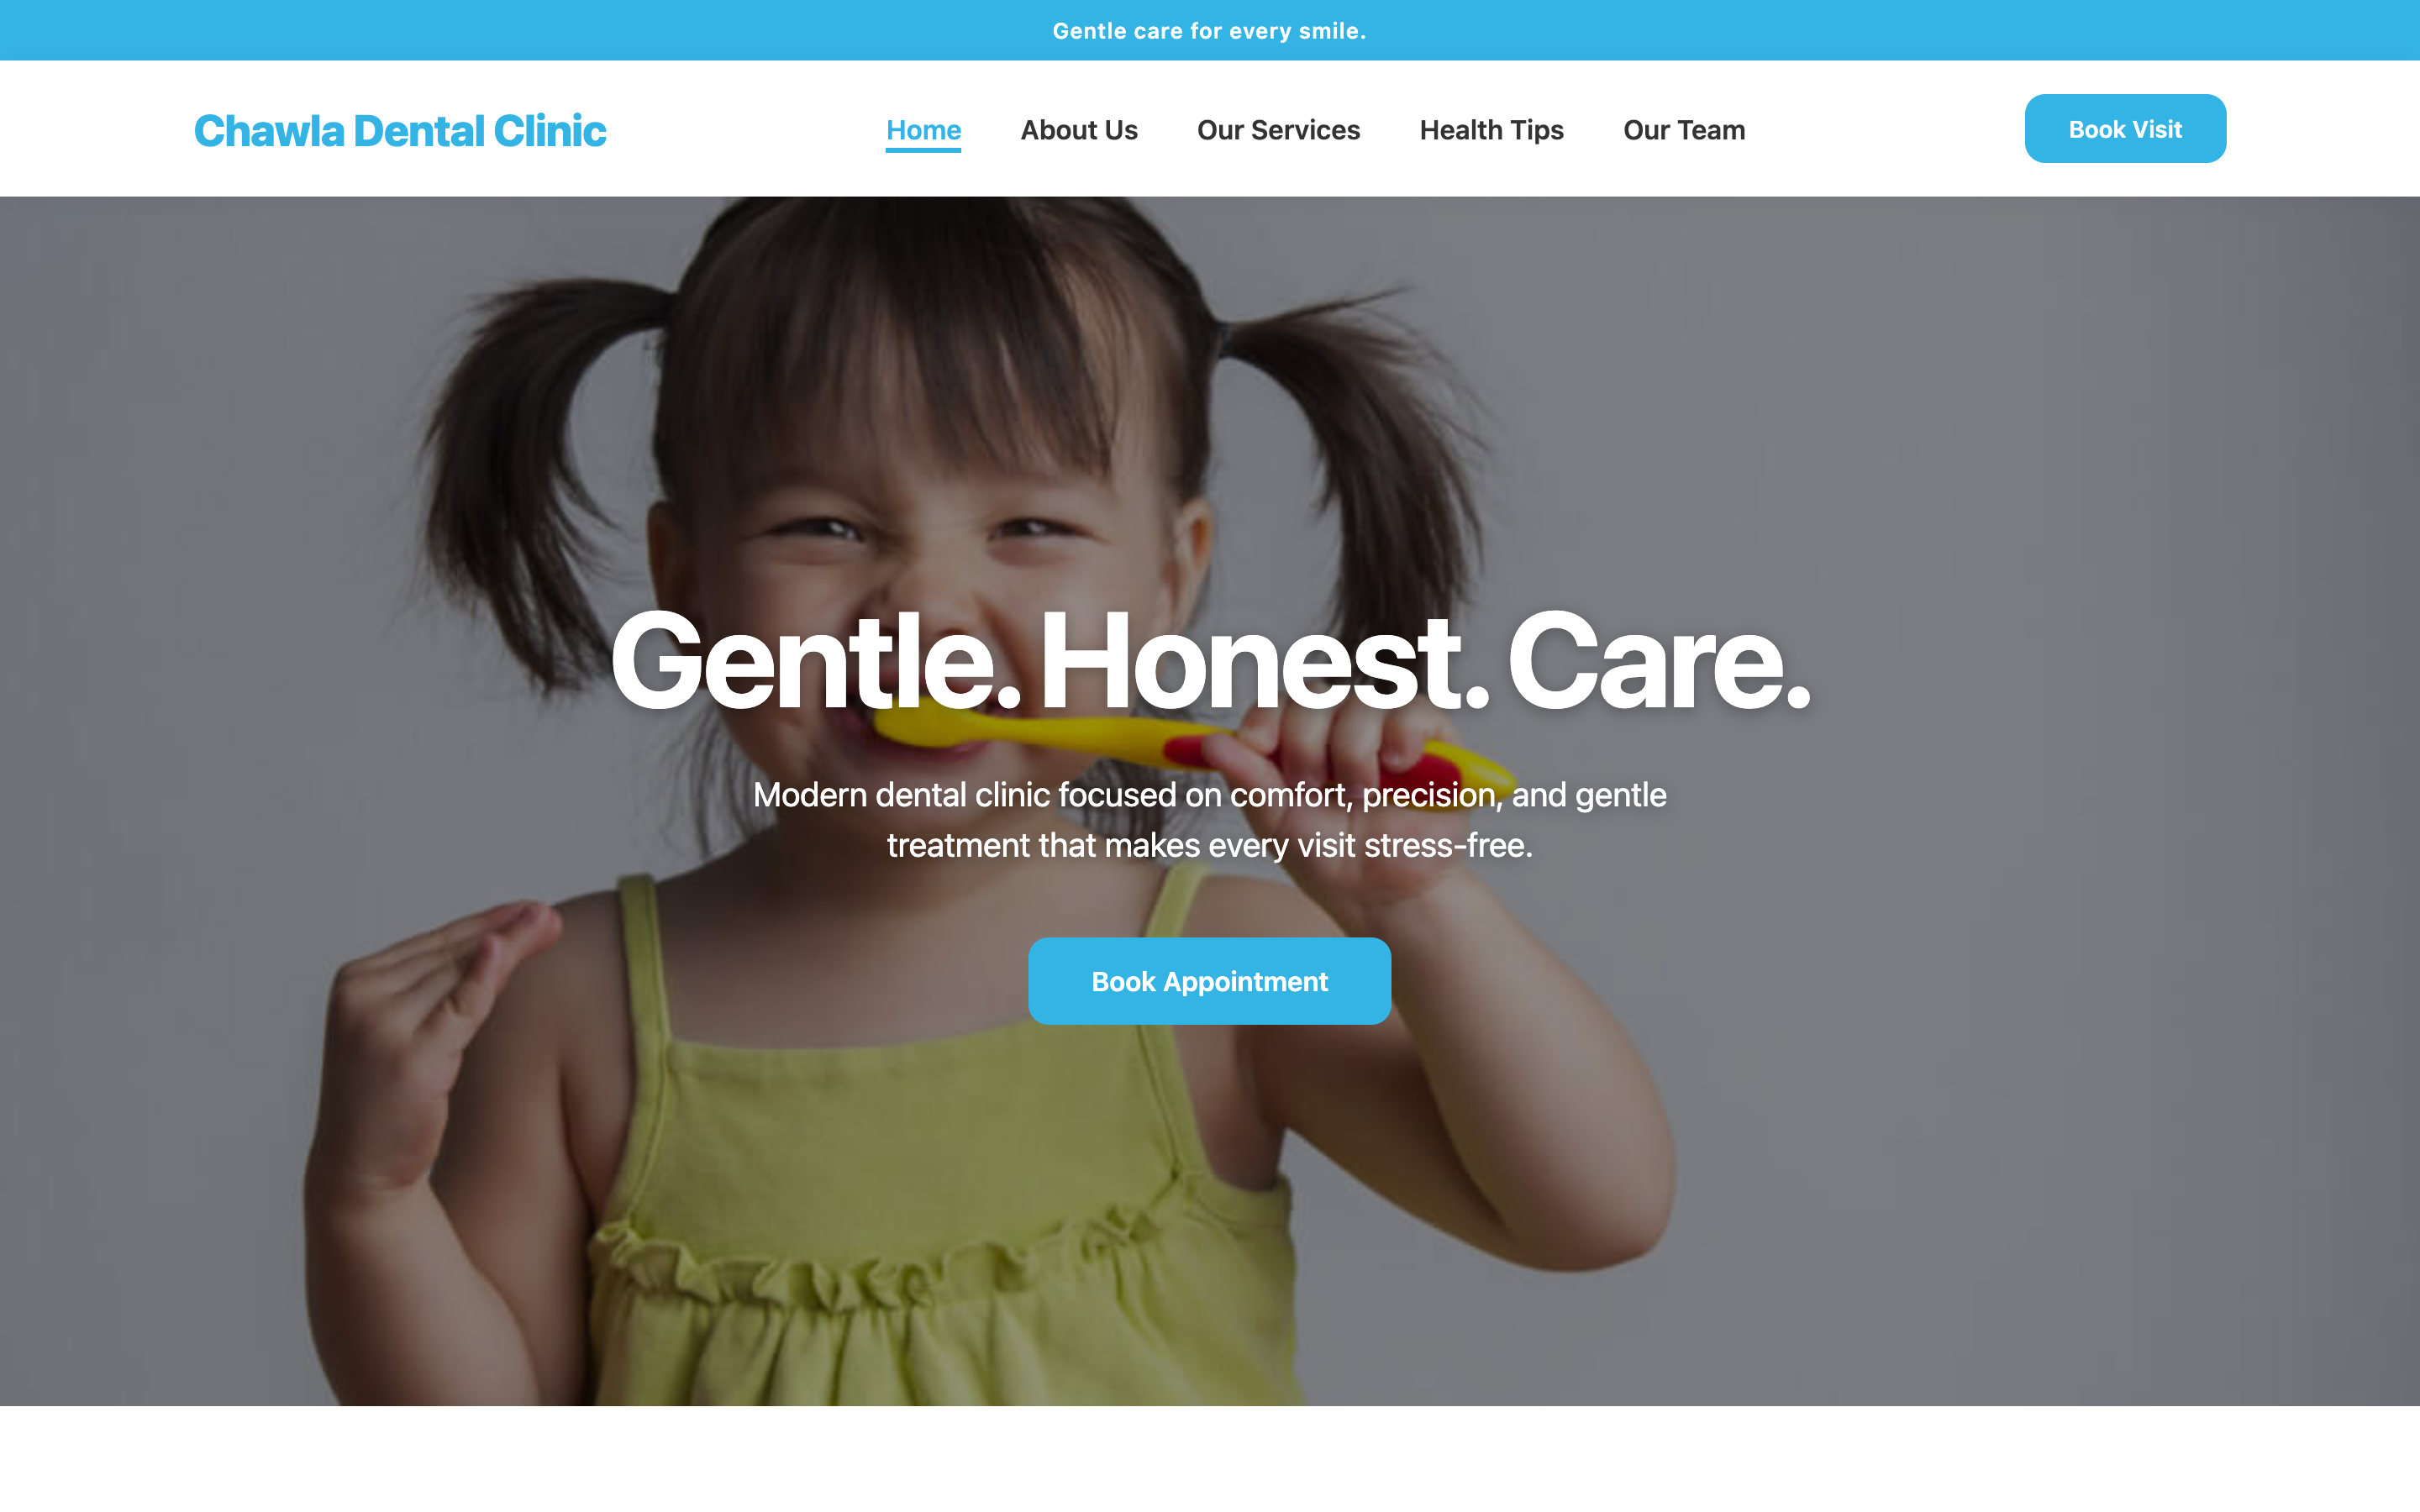 Gentle care for every smile.
Chawla Dental Clinic
Home
About Us
Our Services
Health Tips
Our Team
Book Visit
Gentle. Honest. Care.
Modern dental clinic focused on comfort, precision, and gentle
treatment that makes every visit stress-free.
Book Appointment